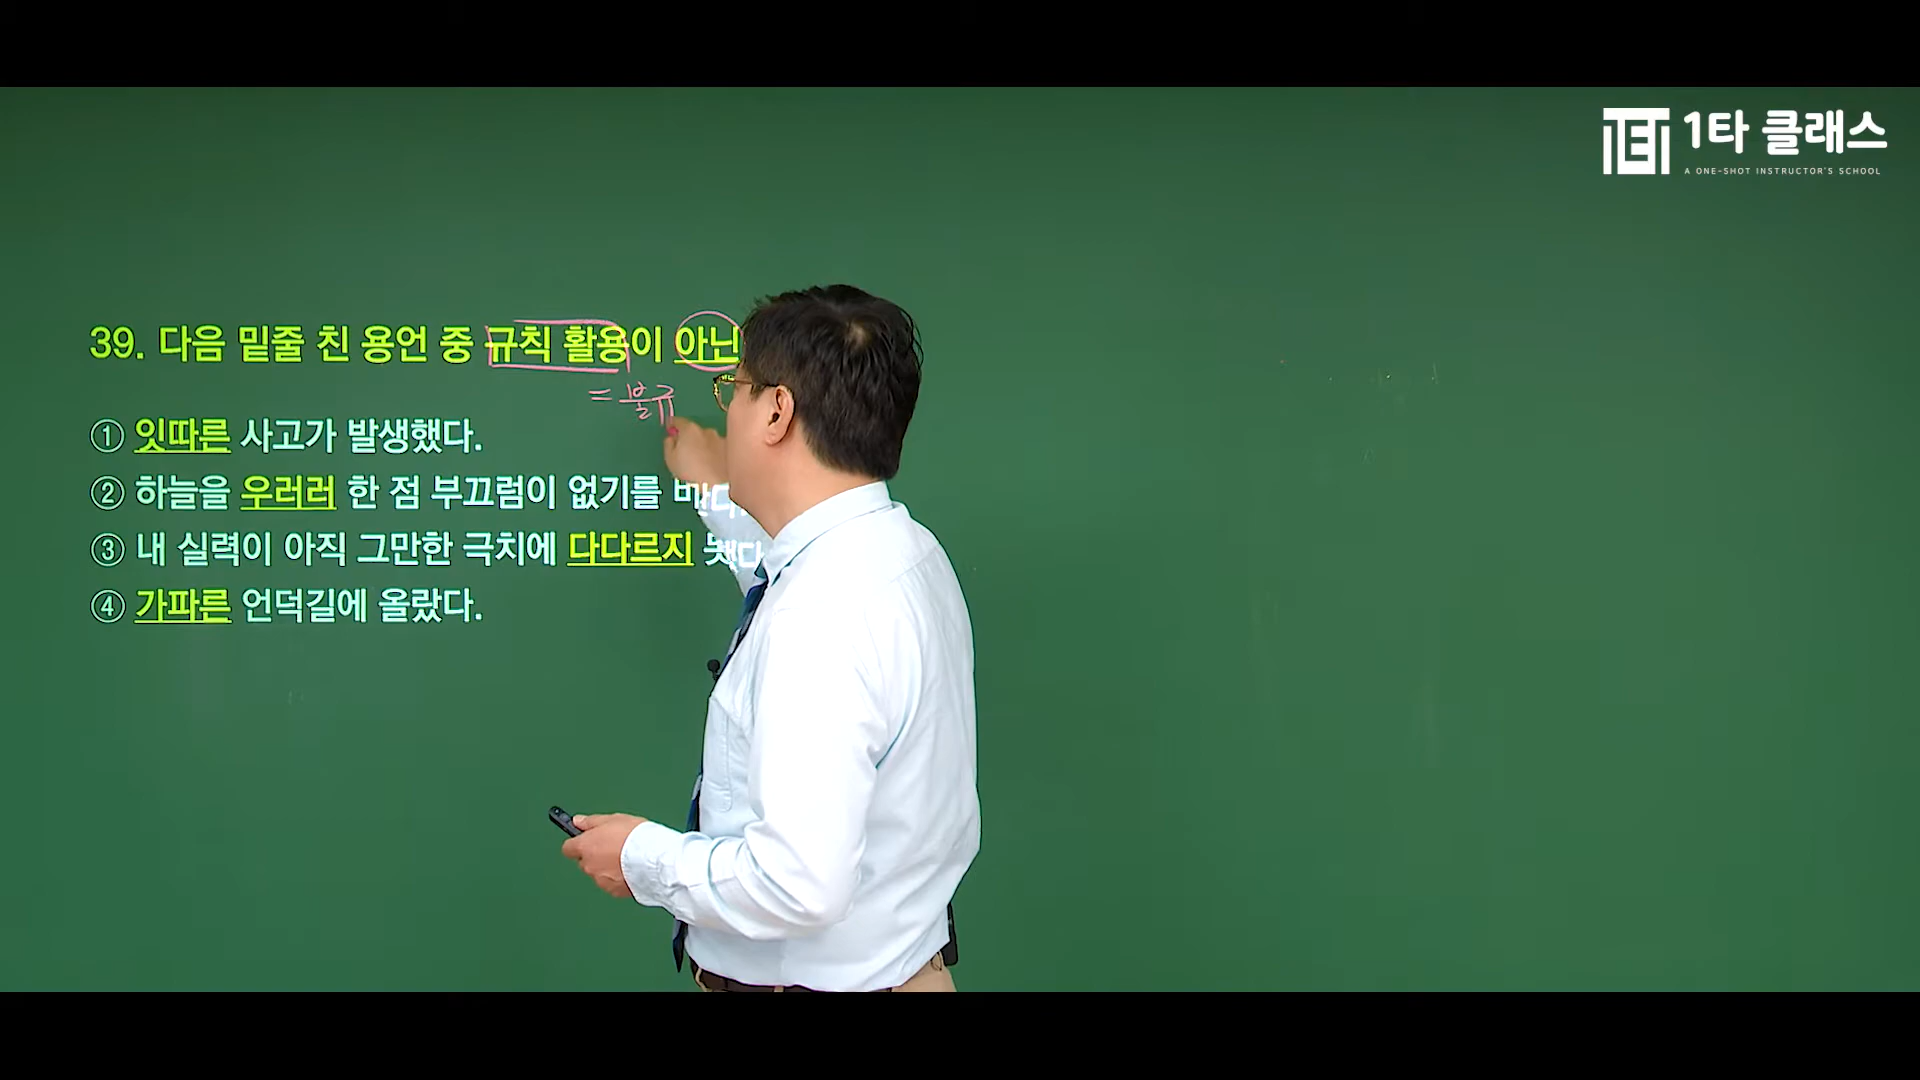 1타 클래스
A ONE-SHOT INSTRUCTOR'S SCHOOL
39. 다음 밑줄 친 용언 중 규칙 활용이 아닌
= 불규
① 잇따른 사고가 발생했다.
② 하늘을 우러러 한 점 부끄럼이 없기를
③ 내 실력이 아직 그만한 극치에 다다르지
④ 가파른 언덕길에 올랐다.